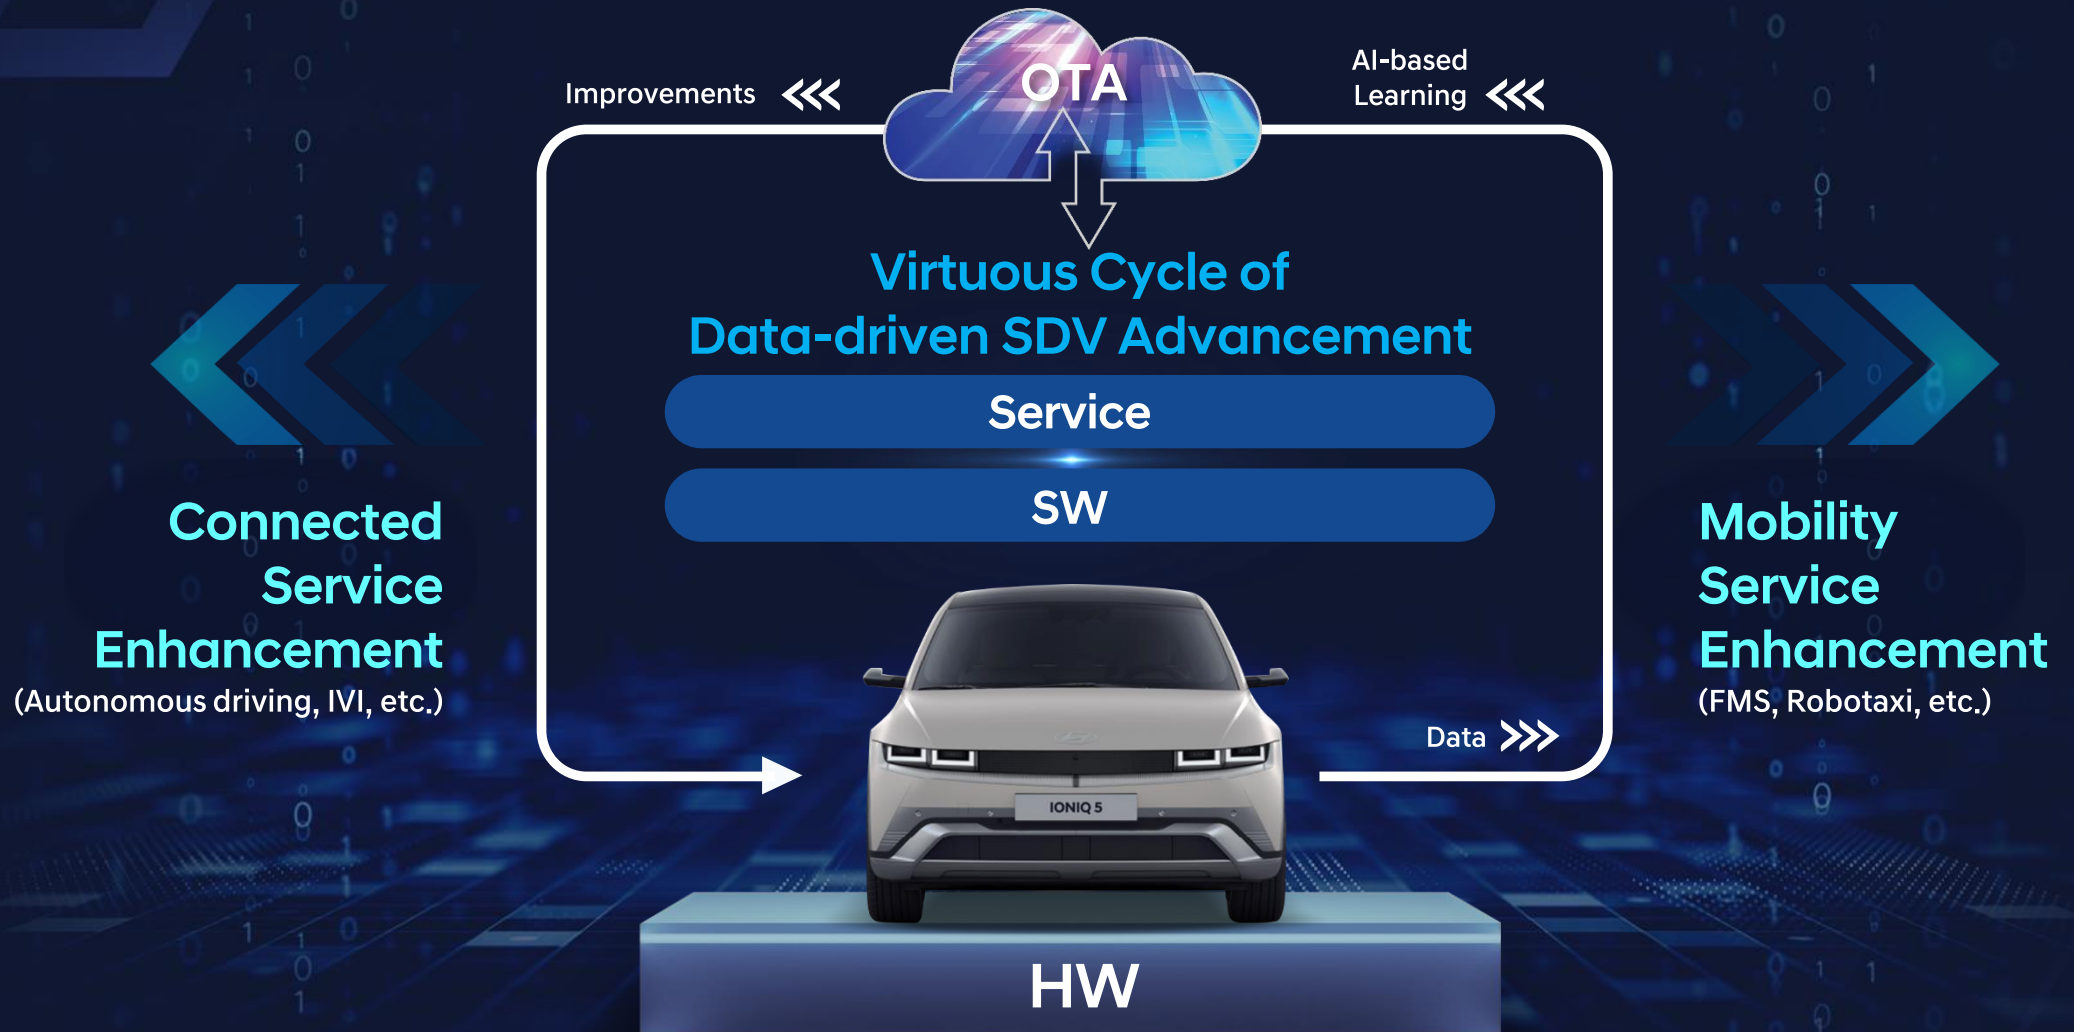 OTA
Improvements
AI-based
Learning
Virtuous Cycle of
Data-driven SDV Advancement
Service
SW
Connected
Service
Enhancement
(Autonomous driving, IVI, etc.)
Mobility
Service
Enhancement
(FMS, Robotaxi, etc.)
Data
IONIQ 5
HW